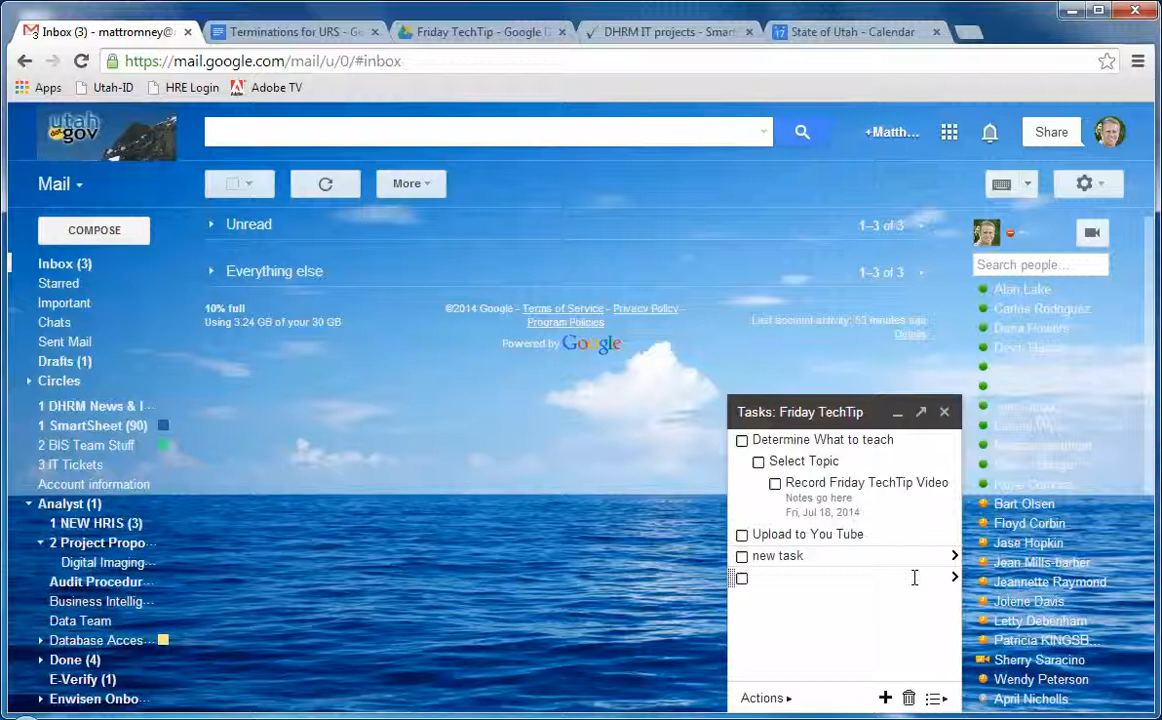 Inbox (3) - mattromney@
Terminations for URS - Go
Friday TechTip - Google D
DHRM IT projects - Smart
State of Utah - Calendar
https://mail.google.com/mail/u/0/#inbox
Apps
Utah-ID
HRE Login
Adobe TV
utah
gov
+Matth...
Share
Mail
More
COMPOSE
Unread
1–3 of 3
Everything else
1–3 of 3
Inbox (3)
Starred
Important
Chats
Sent Mail
Drafts (1)
Circles
1 DHRM News & I...
1 SmartSheet (90)
2 BIS Team Stuff
3 IT Tickets
Account information
Analyst (1)
1 NEW HRIS (3)
2 Project Propo...
Digital Imaging...
Audit Procedur...
Business Intellig...
Data Team
Database Acces...
Done (4)
E-Verify (1)
Enwisen Onbo...
10% full
Using 3.24 GB of your 30 GB
©2014 Google - Terms of Service - Privacy Policy -
Program Policies
Powered by Google
Last account activity: 53 minutes ago
Details
Search people...
Alan Lake
Carlos Rodriguez
Dana Flowers
Bart Olsen
Floyd Corbin
Jase Hopkin
Jean Mills-barber
Jeannette Raymond
Jolene Davis
Letty Debenham
Patricia KINGSB...
Sherry Saracino
Wendy Peterson
April Nicholls
Tasks: Friday TechTip
Determine What to teach
Select Topic
Record Friday TechTip Video
Notes go here
Fri, Jul 18, 2014
Upload to You Tube
new task
Actions